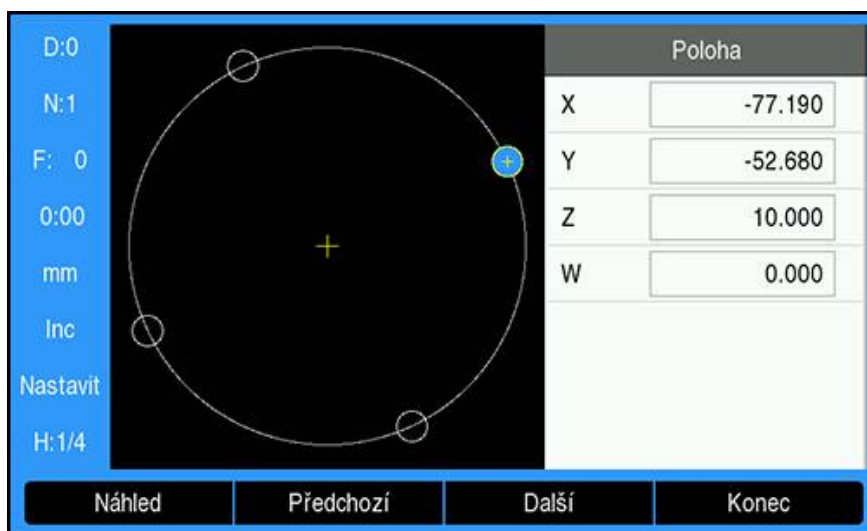 D:0
N:1
F: 0
0:00
mm
Inc
Nastavit
H:1/4
Poloha
X -77.190
Y -52.680
Z 10.000
W 0.000
Náhled Předchozí Další Konec